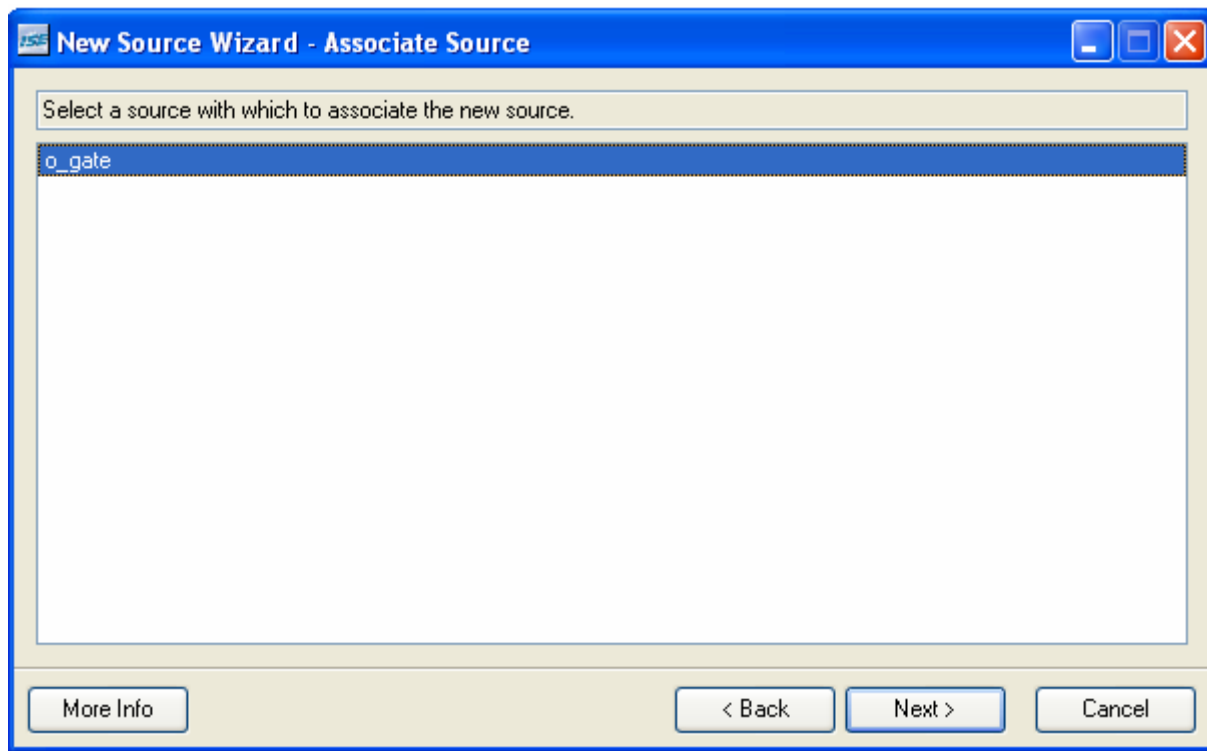 ISE New Source Wizard - Associate Source
Select a source with which to associate the new source.
o_gate
More Info
< Back
Next >
Cancel